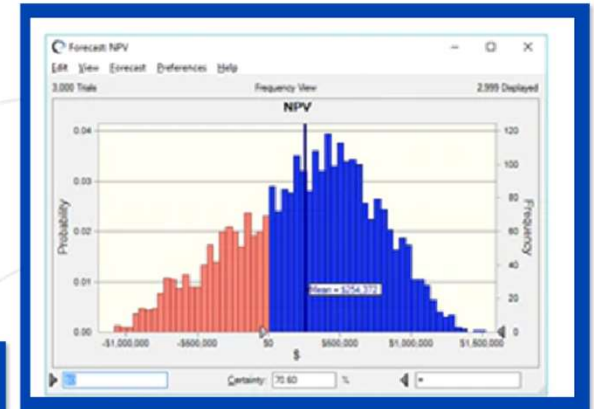 Forecast: NPV
Edit View Forecast Preferences Help
3,000 Trials Frequency View 2,999 Displayed
NPV
0.04
0.03
0.02
0.01
0.00
Probability
120
100
80
60
40
20
0
Frequency
Mean = $254,372
-$1,000,000 -$500,000 $0 $500,000 $1,000,000 $1,500,000
$
Certainty: 70.60 %